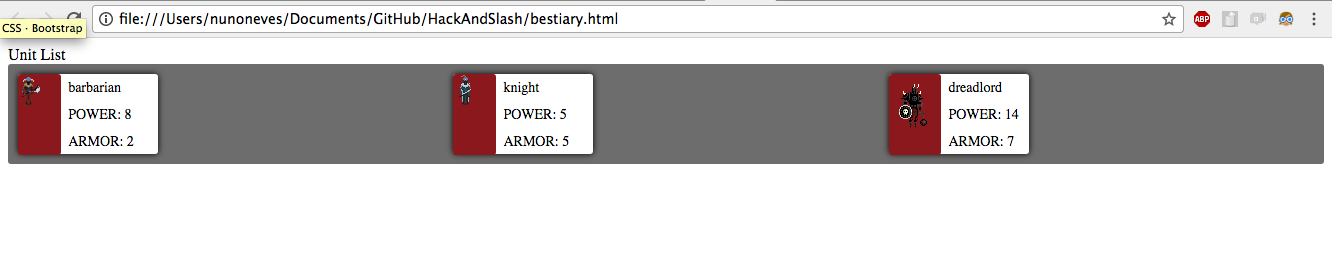 file:///Users/nunoneves/Documents/GitHub/HackAndSlash/bestiary.html
ABP
CSS · Bootstrap
Unit List
barbarian
POWER: 8
ARMOR: 2
knight
POWER: 5
ARMOR: 5
dreadlord
POWER: 14
ARMOR: 7